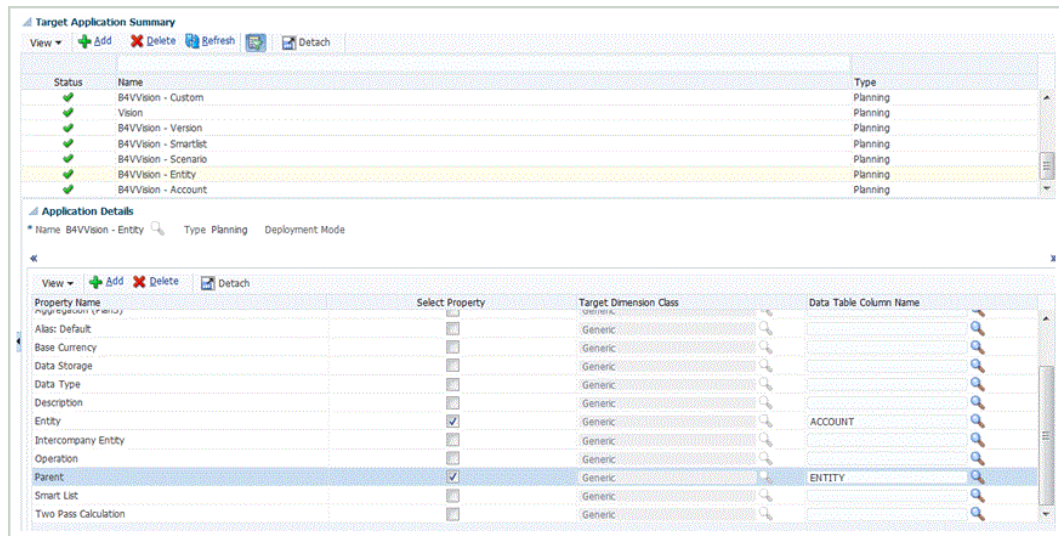 Target Application Summary
View Add Delete Refresh Detach
Status Name Type
B4VVision - Custom Planning
Vision Planning
B4VVision - Version Planning
B4VVision - Smartlist Planning
B4VVision - Scenario Planning
B4VVision - Entity Planning
B4VVision - Account Planning
Application Details
* Name B4VVision - Entity Type Planning Deployment Mode
View Add Delete Detach
Property Name Select Property Target Dimension Class Data Table Column Name
Aggregation (Plan3) Generic
Alias: Default Generic
Base Currency Generic
Data Storage Generic
Data Type Generic
Description Generic
Entity Generic ACCOUNT
Intercompany Entity Generic
Operation Generic
Parent Generic ENTITY
Smart List Generic
Two Pass Calculation Generic